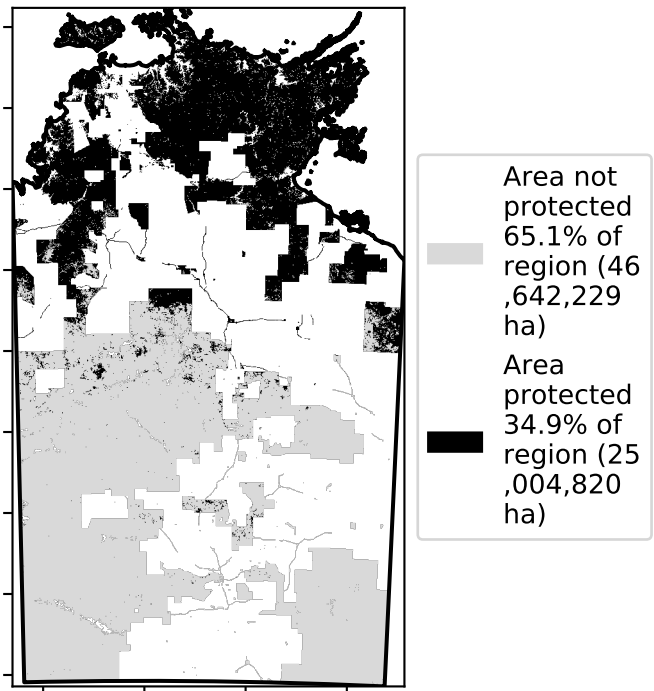 Area not
protected
65.1% of
region (46
,642,229
ha)
Area
protected
34.9% of
region (25
,004,820
ha)